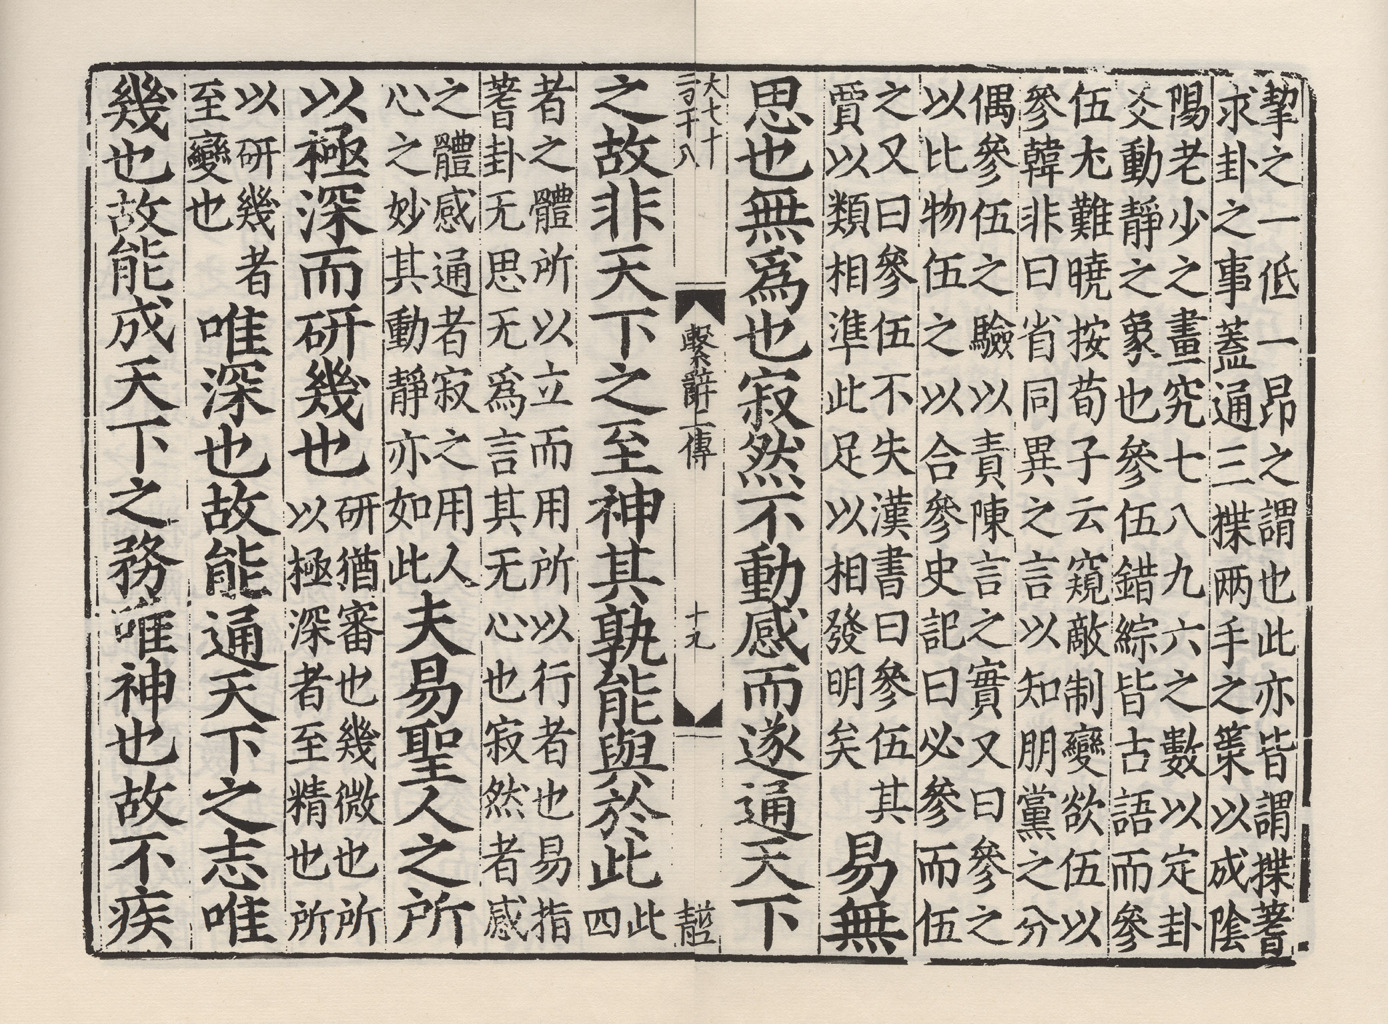 挚之一低一昂之謂也此亦皆謂揲蓍
求卦之事蓋通三揲兩手之策以成陰
陽老少之畫究七八九六之數以定卦
爻動靜之象也參伍錯綜皆古語而參
伍尤難曉按荀子云窺敵制變欲伍以
參韓非曰省同異之言以知朋黨之分
偶參伍之驗以責陳言之實又曰參之
以比物伍之以合參史記曰必參而伍
之又曰參伍不失漢書曰參伍其
賈以類相準此足以相發明矣
易無
思也無爲也寂然不動感而遂通天下
大七十
二百十八
繫辭上傳
十九
之故非天下之至神其孰能與於此
此
四
者之體所以立而用所以行者也易指
蓍卦无思无爲言其无心也寂然者感
之體感通者寂之用人
心之妙其動靜亦如此
夫易聖人之所
以極深而研幾也
研猶審也幾微也所
以極深者至精也所
以研幾者
至變也
唯深也故能通天下之志唯
幾也故能成天下之務唯神也故不疾